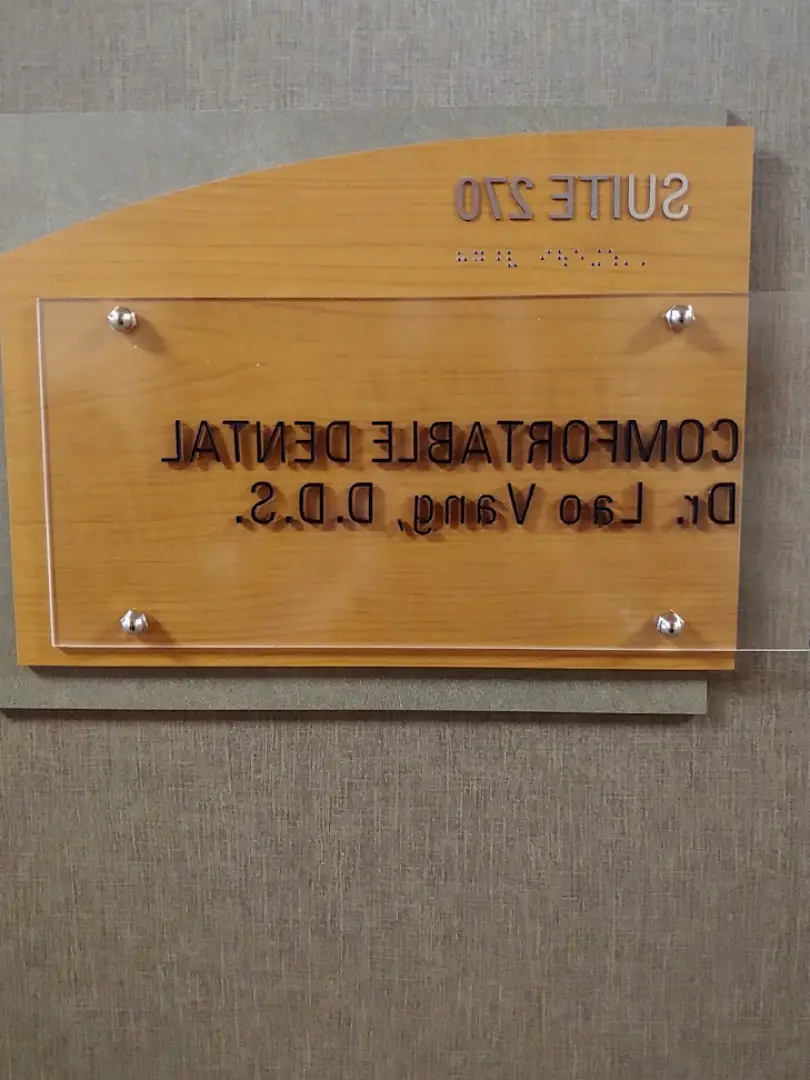 SUITE 270
COMFORTABLE DENTAL
Dr. Lao Vang, D.D.S.